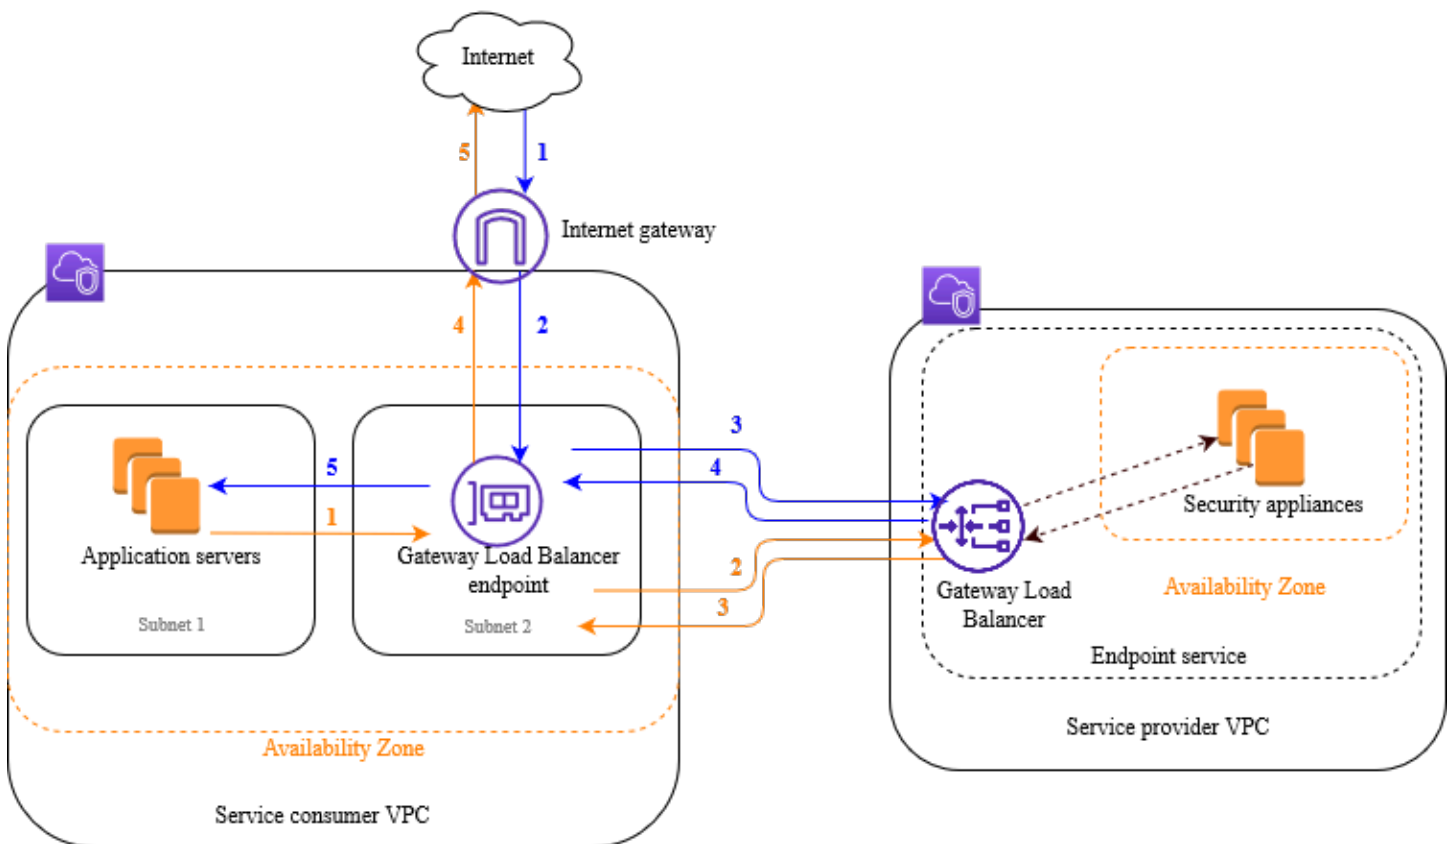 Internet
5
1
Internet gateway
4
2
3
4
5
1
Application servers
Gateway Load Balancer
endpoint
Subnet 1
Subnet 2
2
3
Security appliances
Availability Zone
Gateway Load
Balancer
Endpoint service
Service provider VPC
Availability Zone
Service consumer VPC